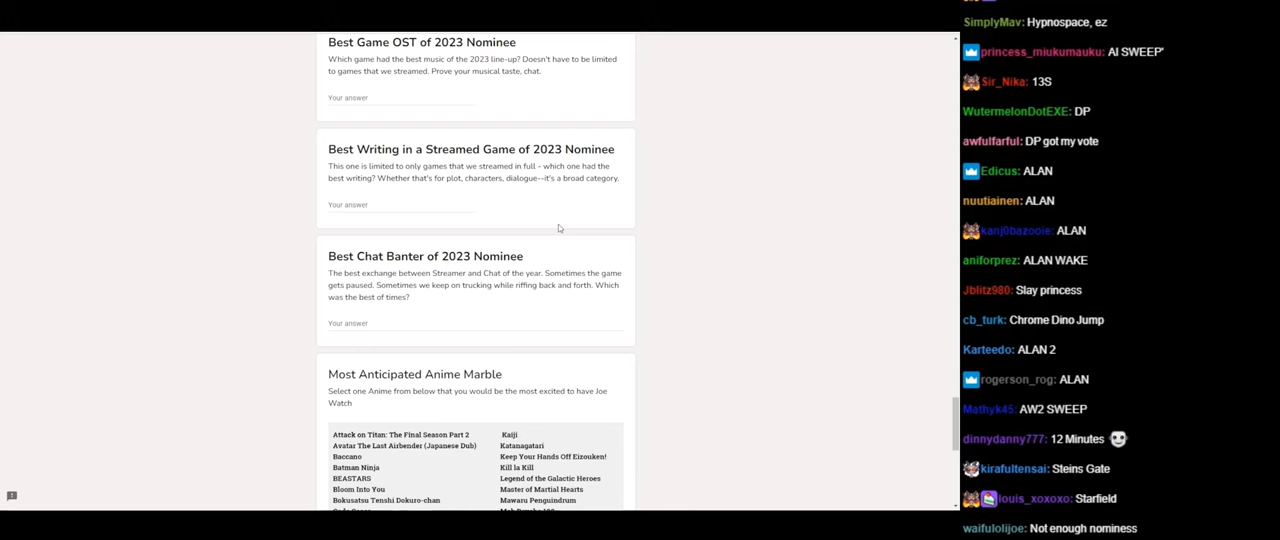 Best Game OST of 2023 Nominee
Which game had the best music of the 2023 line-up? Doesn't have to be limited
to games that we streamed. Prove your musical taste, chat.
Your answer
Best Writing in a Streamed Game of 2023 Nominee
This one is limited to only games that we streamed in full - which one had the
best writing? Whether that's for plot, characters, dialogue--it's a broad category.
Your answer
Best Chat Banter of 2023 Nominee
The best exchange between Streamer and Chat of the year. Sometimes the game
gets paused. Sometimes we keep on trucking while riffing back and forth. Which
was the best of times?
Your answer
Most Anticipated Anime Marble
Select one Anime from below that you would be the most excited to have Joe
Watch
Attack on Titan: The Final Season Part 2
Avatar The Last Airbender (Japanese Dub)
Baccano
Batman Ninja
BEASTARS
Bloom Into You
Bokusatsu Tenshi Dokuro-chan
Kaiji
Katanagatari
Keep Your Hands Off Eizouken!
Kill la Kill
Legend of the Galactic Heroes
Master of Martial Hearts
Mawaru Penguindrum
SimplyMav: Hypnospace, ez
princess_miukumauku: AI SWEEP'
Sir_Nika: 13S
WutermelonDotEXE: DP
awfulfarful: DP got my vote
Edicus: ALAN
nuutiainen: ALAN
kanj0bazooie: ALAN
aniforprez: ALAN WAKE
Jblitz980: Slay princess
cb_turk: Chrome Dino Jump
Karteedo: ALAN 2
rogerson_rog: ALAN
Mathyk45: AW2 SWEEP
dinnydanny777: 12 Minutes
kirafultensai: Steins Gate
louis_xoxoxo: Starfield
waifulolijoe: Not enough nominess